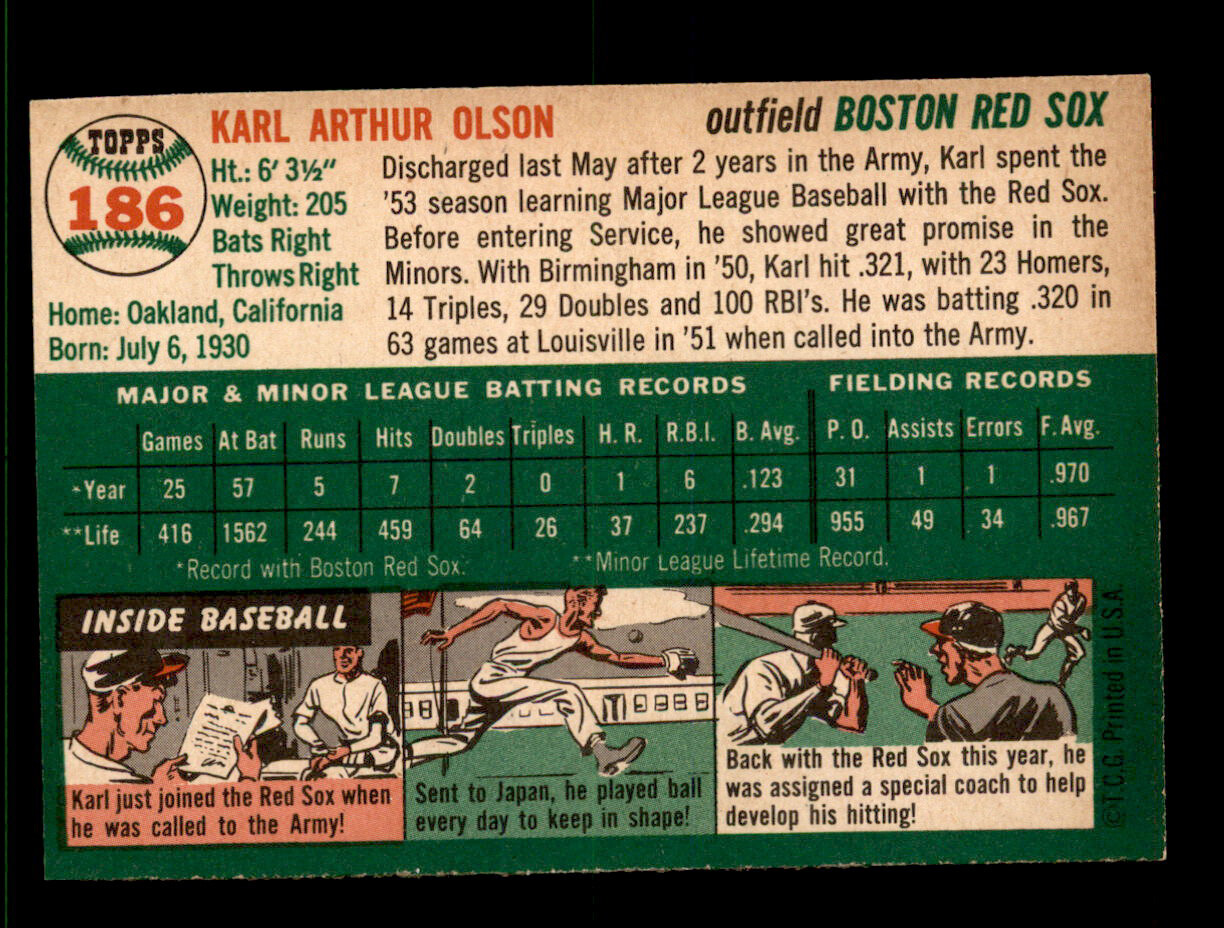 TOPPS
186
KARL ARTHUR OLSON
outfield BOSTON RED SOX
Ht.: 6' 3½"
Weight: 205
Bats Right
Throws Right
Home: Oakland, California
Born: July 6, 1930
Discharged last May after 2 years in the Army, Karl spent the
'53 season learning Major League Baseball with the Red Sox.
Before entering Service, he showed great promise in the
Minors. With Birmingham in '50, Karl hit .321, with 23 Homers,
14 Triples, 29 Doubles and 100 RBI's. He was batting .320 in
63 games at Louisville in '51 when called into the Army.
MAJOR & MINOR LEAGUE BATTING RECORDS FIELDING RECORDS
Games At Bat Runs Hits Doubles Triples H. R. R.B.I. B. Avg. P. O. Assists Errors F. Avg.
*Year 25 57 5 7 2 0 1 6 .123 31 1 1 .970
**Life 416 1562 244 459 64 26 37 237 .294 955 49 34 .967
*Record with Boston Red Sox. **Minor League Lifetime Record.
INSIDE BASEBALL
Karl just joined the Red Sox when
he was called to the Army!
Sent to Japan, he played ball
every day to keep in shape!
Back with the Red Sox this year, he
was assigned a special coach to help
develop his hitting!
©T.C.G. Printed in U.S.A.